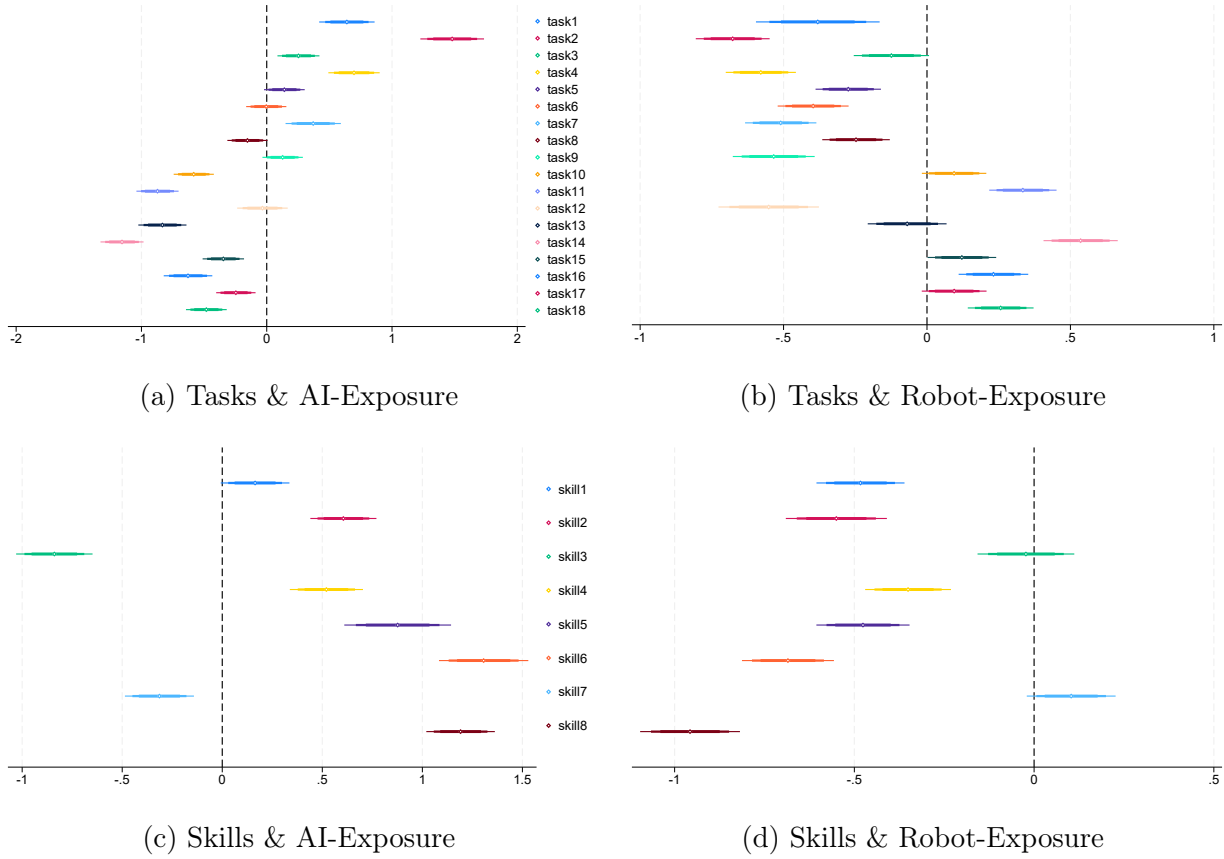 task1
task2
task3
task4
task5
task6
task7
task8
task9
task10
task11
task12
task13
task14
task15
task16
task17
task18
-2 -1 0 1 2
-1 -.5 0 .5 1
(a) Tasks & AI-Exposure
(b) Tasks & Robot-Exposure
skill1
skill2
skill3
skill4
skill5
skill6
skill7
skill8
-1 -.5 0 .5 1 1.5
-1 -.5 0 .5
(c) Skills & AI-Exposure
(d) Skills & Robot-Exposure